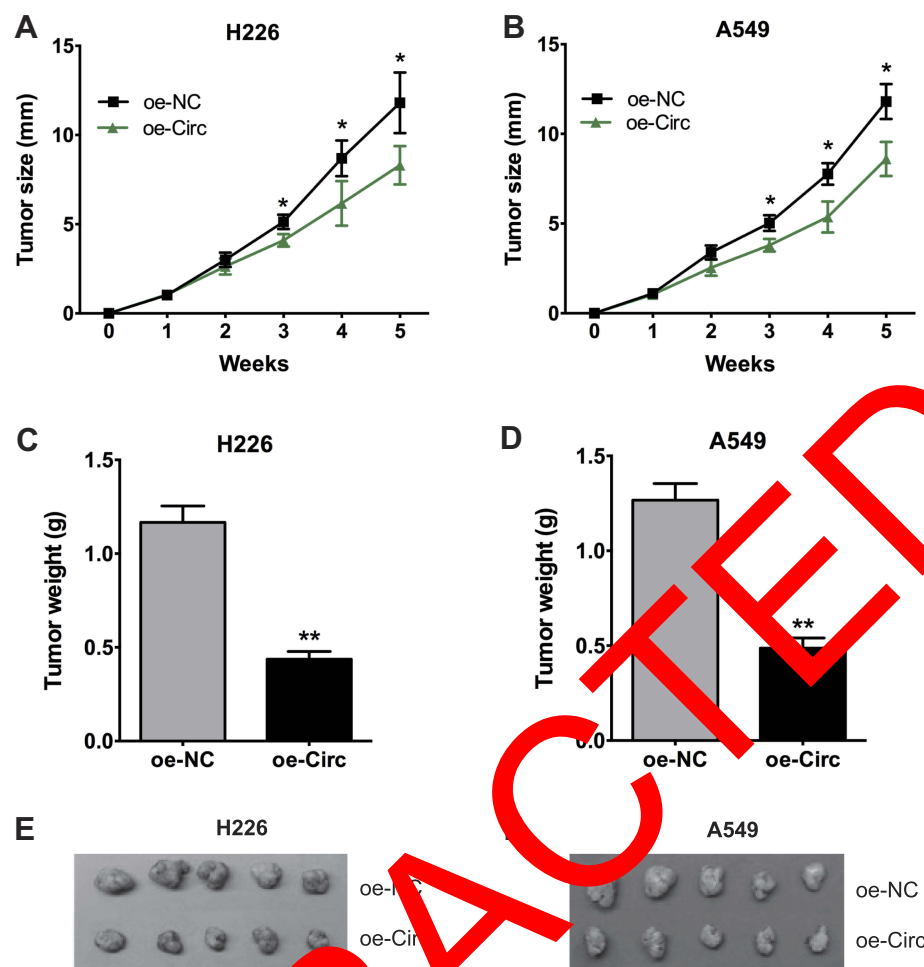 A
H226
15
10
5
0
Tumor size (mm)
oe-NC
oe-Circ
*
*
*
0 1 2 3 4 5
Weeks
B
A549
15
10
5
0
Tumor size (mm)
oe-NC
oe-Circ
*
*
*
0 1 2 3 4 5
Weeks
C
H226
1.5
1.0
0.5
0.0
Tumor weight (g)
**
oe-NC oe-Circ
D
A549
1.5
1.0
0.5
0.0
Tumor weight (g)
**
oe-NC oe-Circ
E
H226
oe-NC
A549
oe-NC
oe-Circ
ACTED